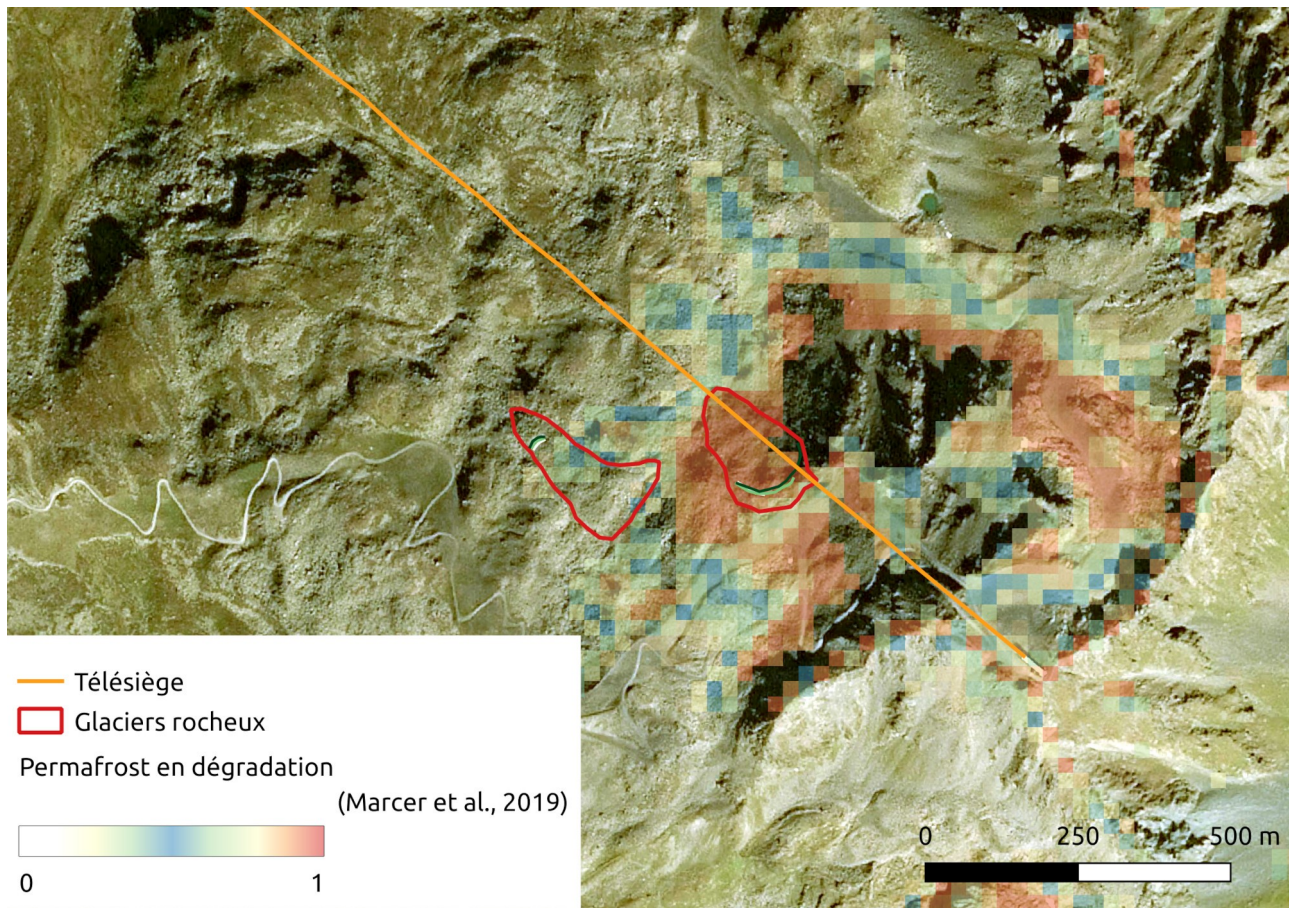 Télésiège
Glaciers rocheux
Permafrost en dégradation
(Marcer et al., 2019)
0 1
0 250 500 m